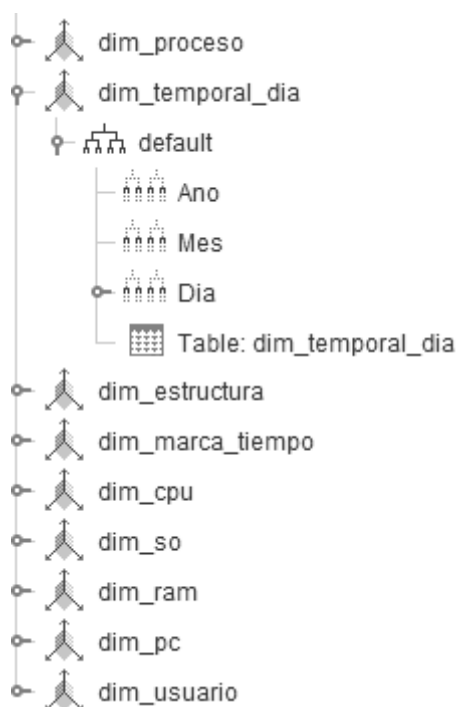 dim_proceso
dim_temporal_dia
default
Ano
Mes
Dia
Table: dim_temporal_dia
dim_estructura
dim_marca_tiempo
dim_cpu
dim_so
dim_ram
dim_pc
dim_usuario